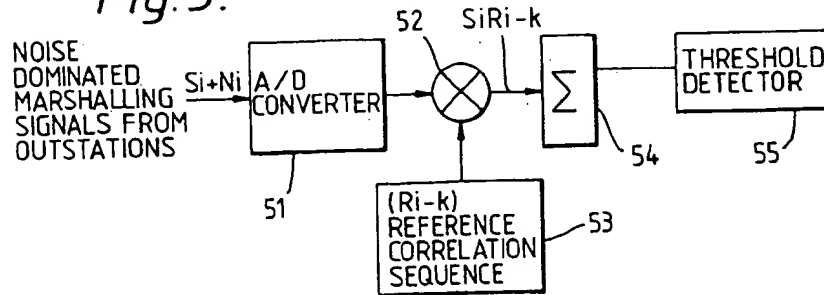 Fig.5.
NOISE
DOMINATED
MARSHALLING
SIGNALS FROM
OUTSTATIONS
Si+Ni
A/D
CONVERTER
51
52
SiRi-k
Σ
54
THRESHOLD
DETECTOR
55
(Ri-k)
REFERENCE
CORRELATION
SEQUENCE
53